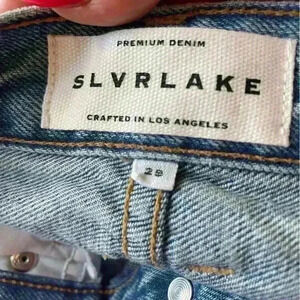 PREMIUM DENIM
SLVRLAKE
CRAFTED IN LOS ANGELES
29